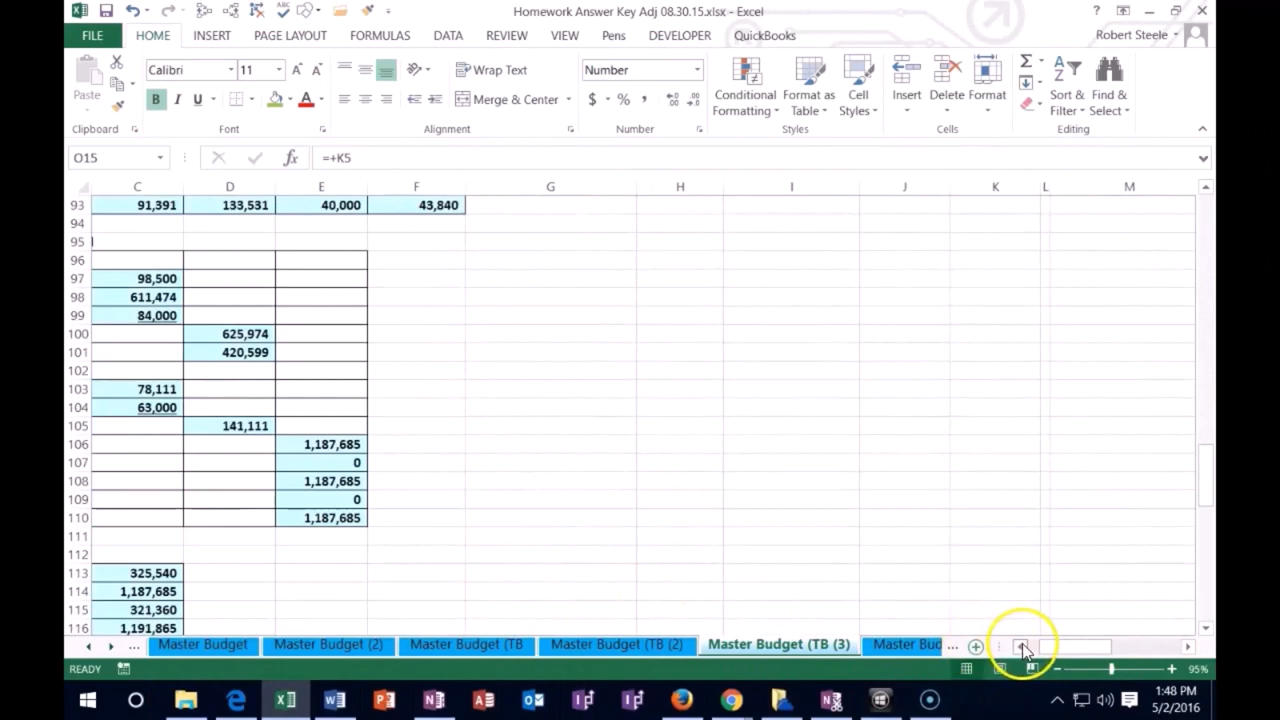 Homework Answer Key Adj 08.30.15.xlsx - Excel
FILE HOME INSERT PAGE LAYOUT FORMULAS DATA REVIEW VIEW Pens DEVELOPER QuickBooks Robert Steele
Paste Calibri 11 Wrap Text Merge & Center Number Conditional Formatting Format as Table Cell Styles Insert Delete Format Sort & Filter Find & Select
Clipboard Font Alignment Number Styles Cells Editing
O15 fx =+K5
C D E F G H I J K L M
93 91,391 133,531 40,000 43,840
94
95
96
97 98,500
98 611,474
99 84,000
100 625,974
101 420,599
102
103 78,111
104 63,000
105 141,111
106 1,187,685
107 0
108 1,187,685
109 0
110 1,187,685
111
112
113 325,540
114 1,187,685
115 321,360
116 1,191,865
... Master Budget Master Budget (2) Master Budget (TB Master Budget (TB (2) Master Budget (TB (3) Master Bud ...
READY 95%
1:48 PM
5/2/2016